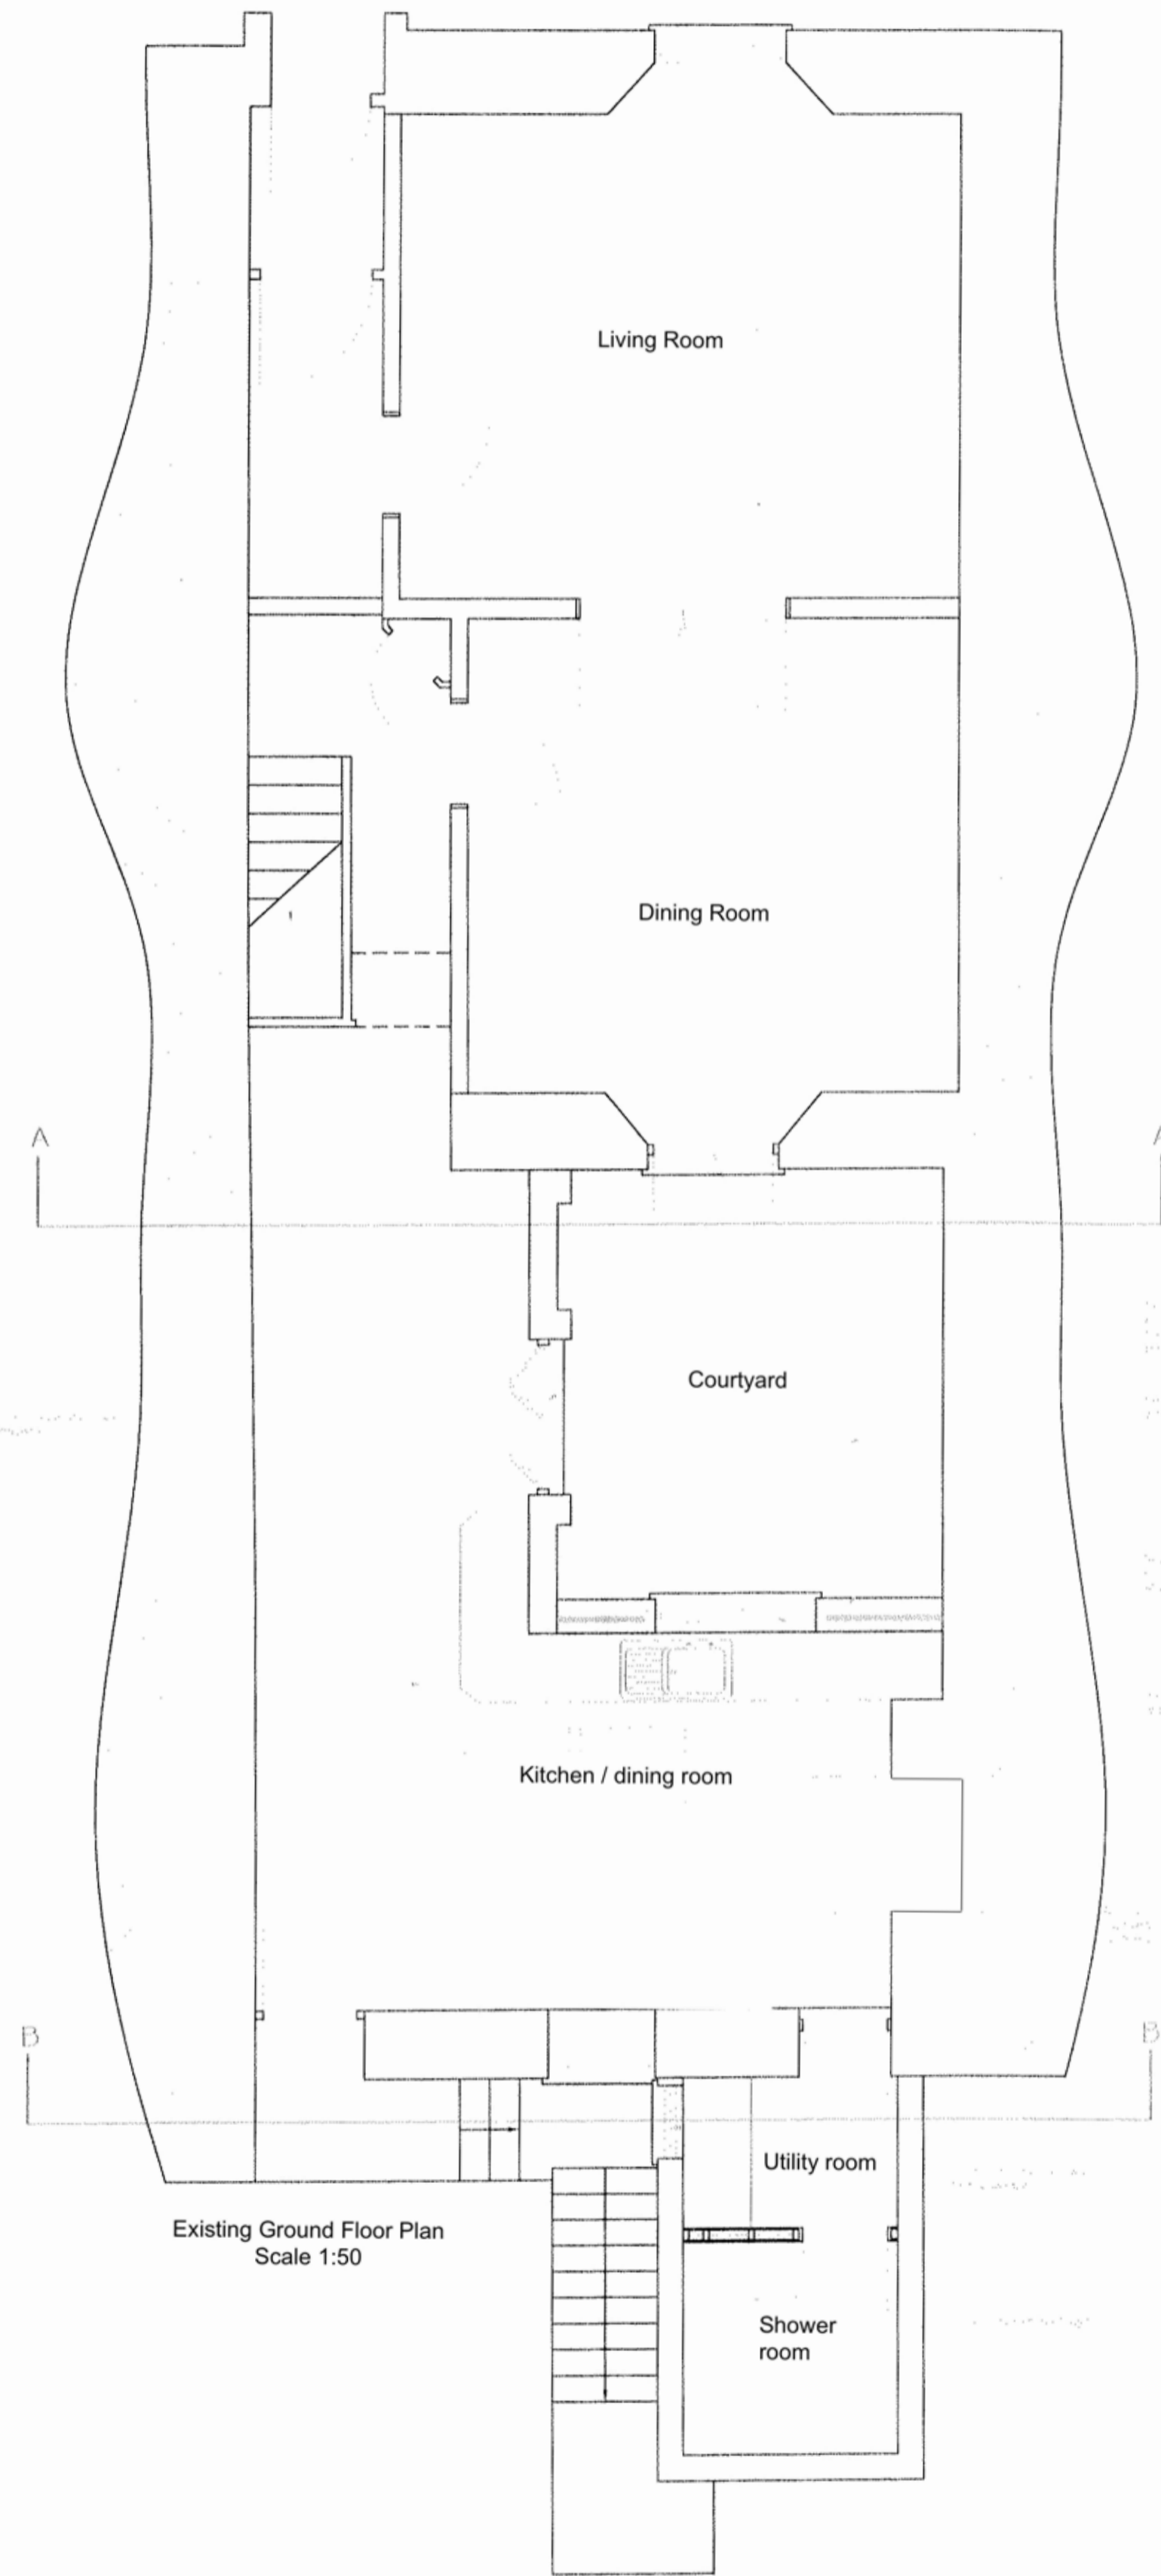 Living Room
Dining Room
A
A
Courtyard
Kitchen / dining room
B
B
Utility room
Existing Ground Floor Plan
Scale 1:50
Shower
room